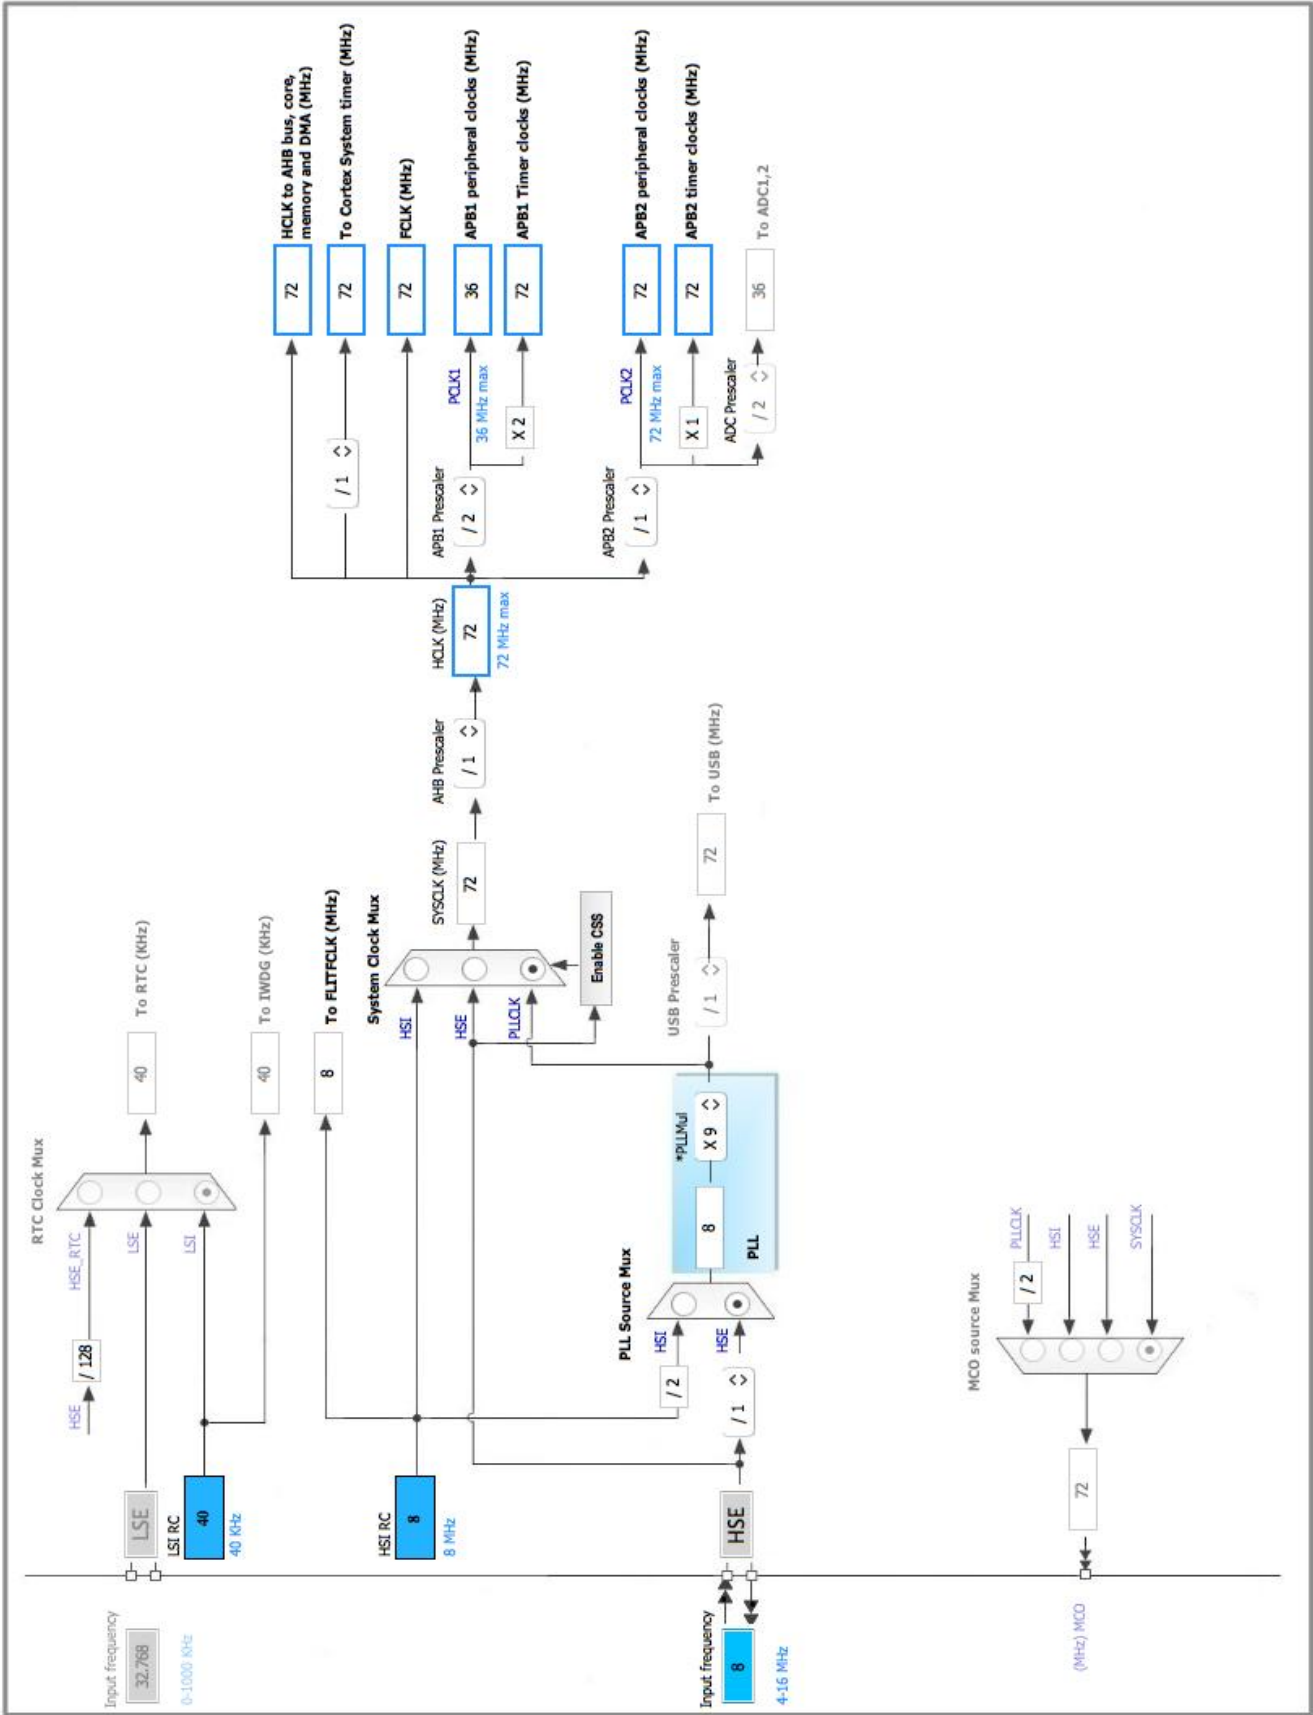 RTC Clock Mux
HSE
/ 128
HSE_RTC
Input frequency
32.768
0-1000 KHz
LSE
LSE
To RTC (KHz)
40
LSI RC
40
40 KHz
LSI
40
To IWDG (KHz)
8
To FLITFCLK (MHz)
HSI RC
8
8 MHz
System Clock Mux
HSI
HSE
PLLCLK
Enable CSS
SYSCLK (MHz)
72
AHB Prescaler
/ 1
HCLK (MHz)
72
72 MHz max
72
HCLK to AHB bus, core,
memory and DMA (MHz)
/ 1
72
To Cortex System timer (MHz)
72
FCLK (MHz)
APB1 Prescaler
/ 2
PCLK1
36 MHz max
36
APB1 peripheral clocks (MHz)
X 2
72
APB1 Timer clocks (MHz)
APB2 Prescaler
/ 1
PCLK2
72 MHz max
72
APB2 peripheral clocks (MHz)
X 1
72
APB2 timer clocks (MHz)
ADC Prescaler
/ 2
36
To ADC1,2
PLL Source Mux
HSI
/ 2
HSE
/ 1
8
*PLLMul
X 9
PLL
USB Prescaler
/ 1
72
To USB (MHz)
Input frequency
8
4-16 MHz
HSE
MCO source Mux
/ 2
PLLCLK
HSI
HSE
SYSCLK
72
(MHz) MCO